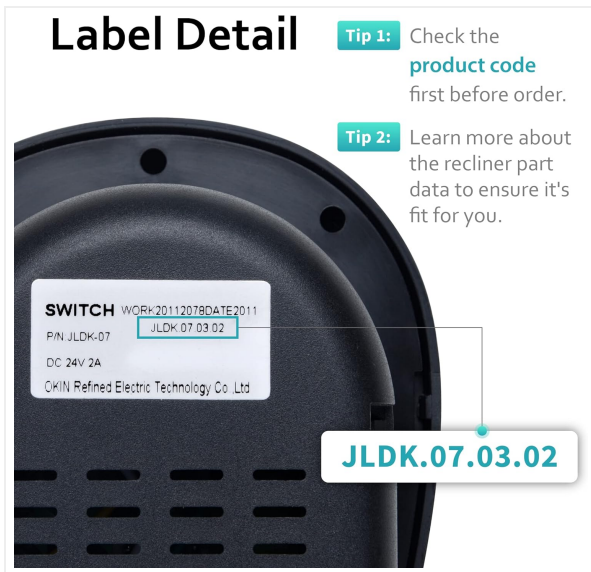 Label Detail
Tip 1: Check the
product code
first before order.
Tip 2: Learn more about
the recliner part
data to ensure it's
fit for you.
SWITCH WORK20112078DATE2011
P/N:JLDK-07 JLDK.07.03.02
DC 24V 2A
OKIN Refined Electric Technology Co.,Ltd
JLDK.07.03.02